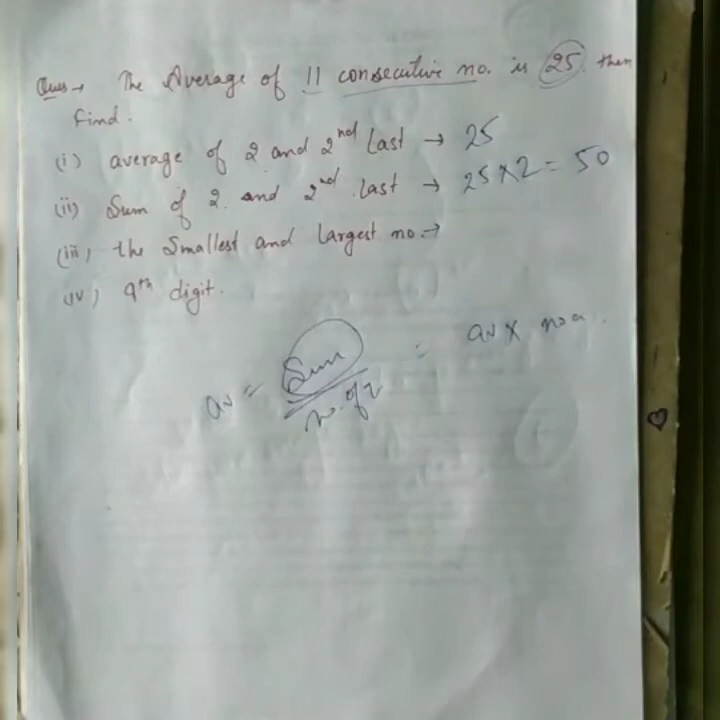 Ques → The Average of 11 consecutive no. is 25. then
find.
(i) average of 2 and 2nd last → 25
(ii) Sum of 2 and 2nd last → 25 × 2 = 50
(iii) the Smallest and largest no. →
(iv) 9th digit.
av = Sum / no. of = av ×